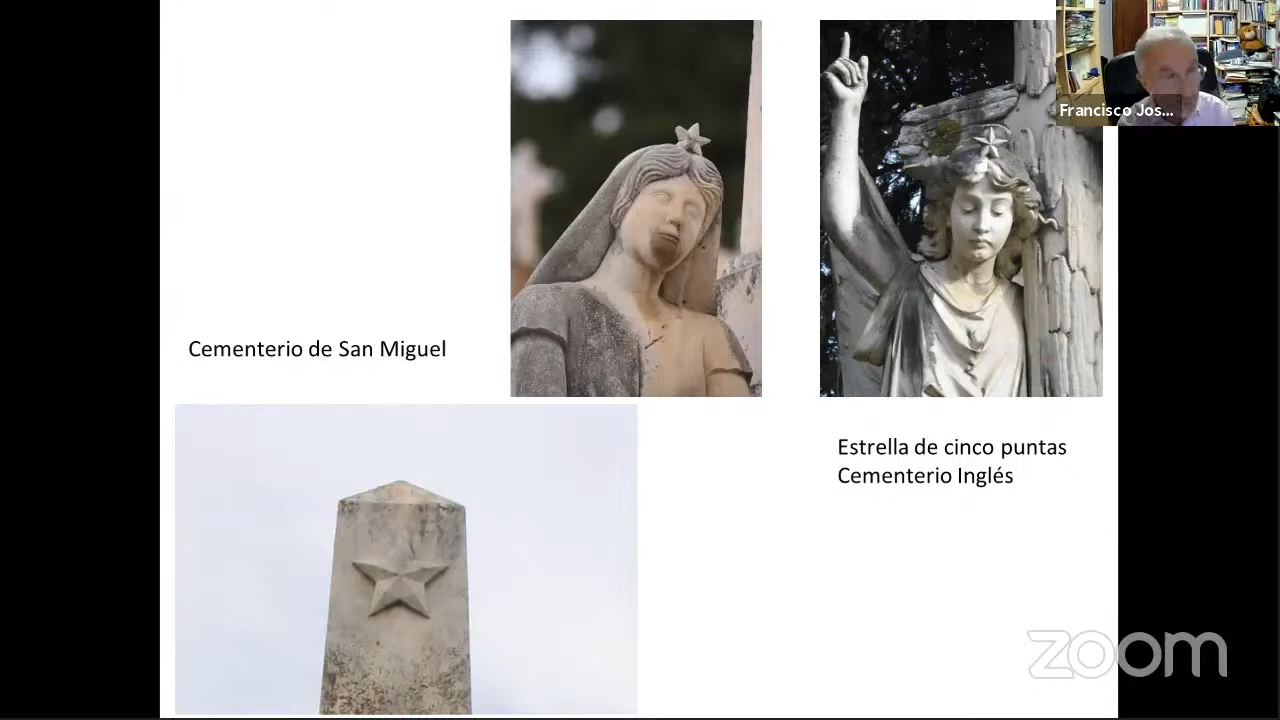 Francisco Jos...
Cementerio de San Miguel
Estrella de cinco puntas
Cementerio Inglés
zoom